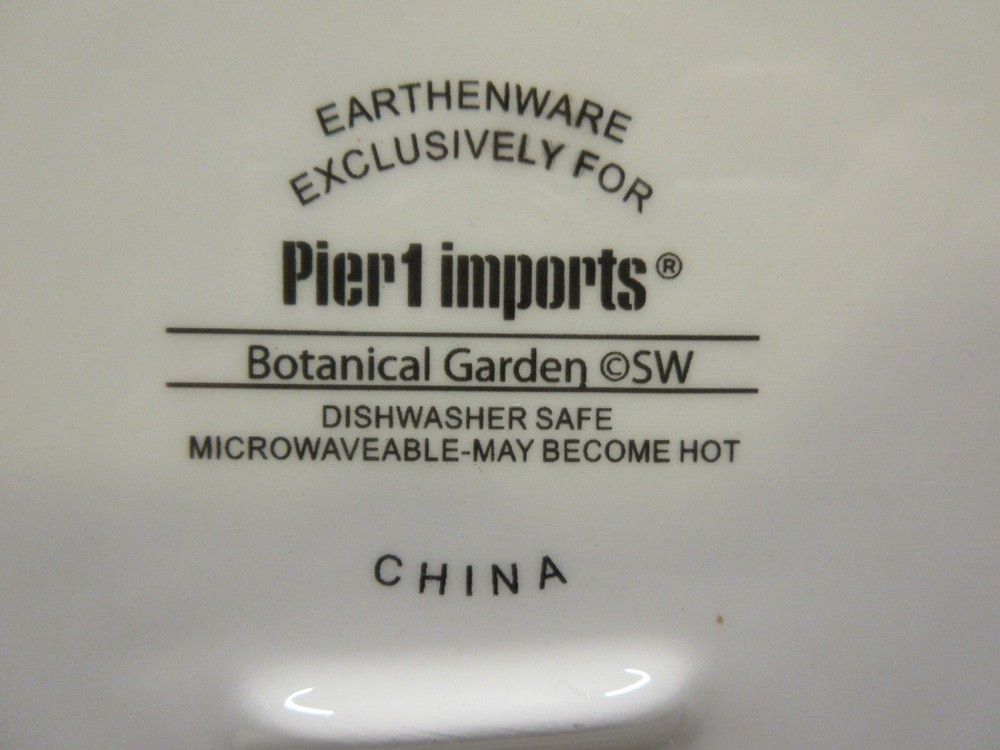 EARTHENWARE
EXCLUSIVELY FOR
Pier1 imports®
Botanical Garden ©SW
DISHWASHER SAFE
MICROWAVEABLE-MAY BECOME HOT
CHINA